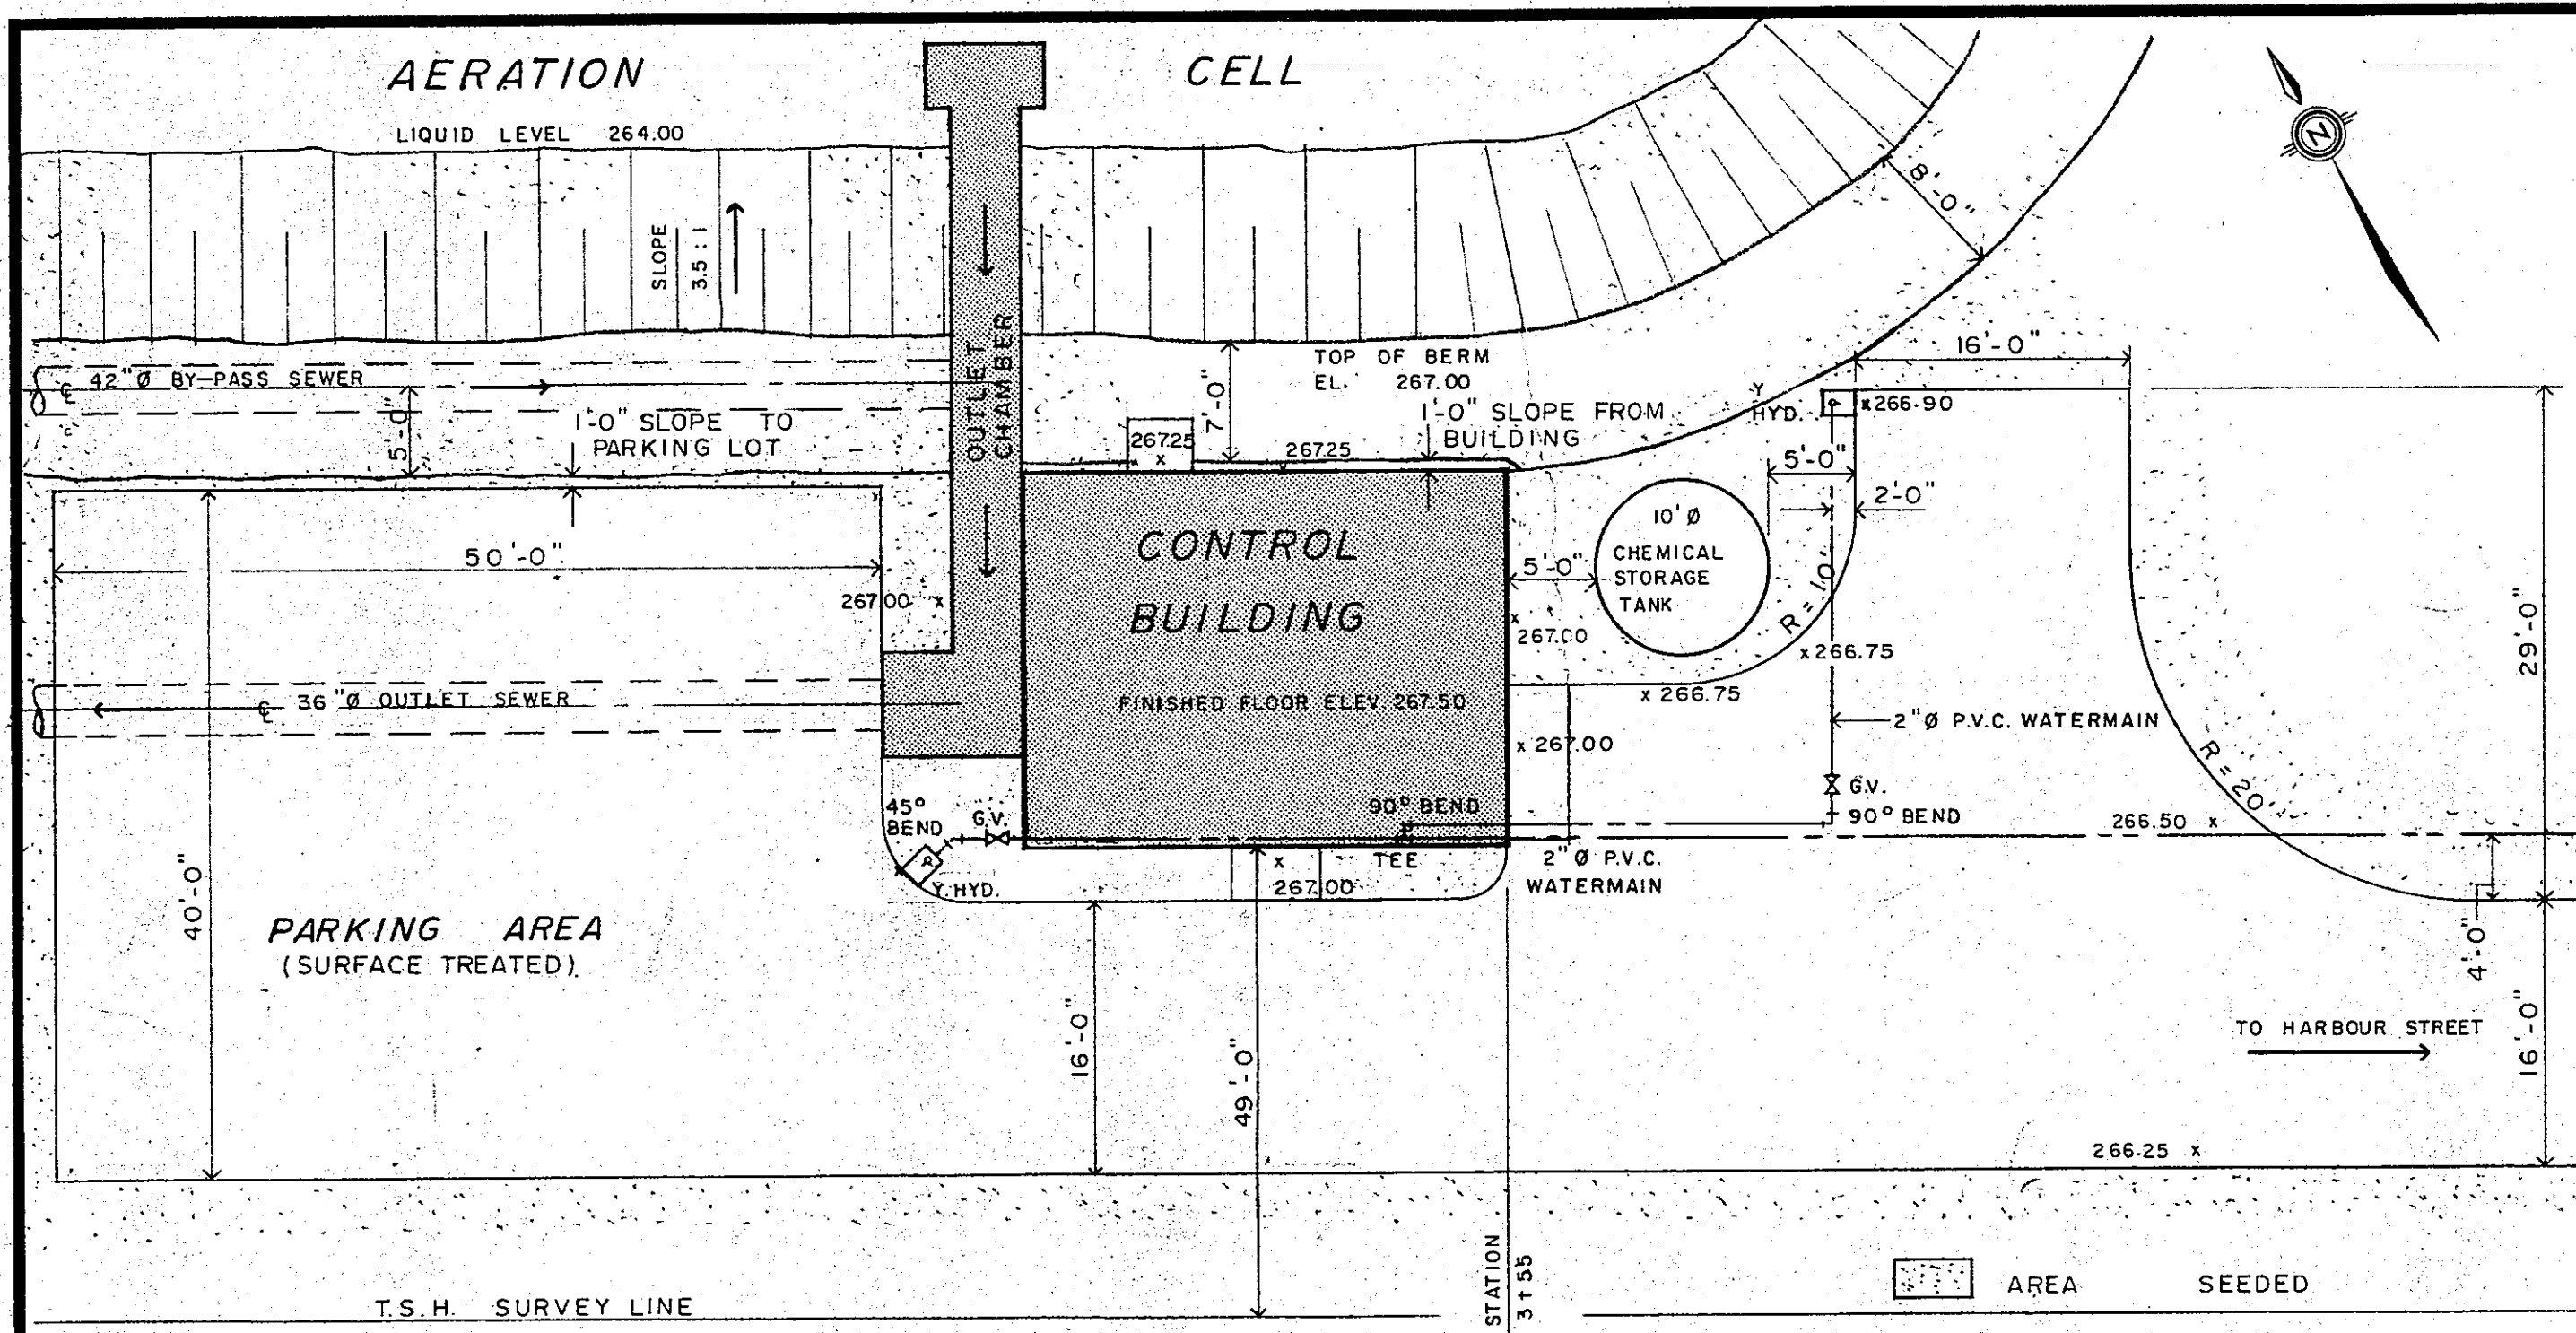 AERATION CELL
LIQUID LEVEL 264.00
N
SLOPE
3.5 : 1
8'-0"
OUTLET
CHAMBER
TOP OF BERM
EL. 267.00
16'-0"
℄ 42"Ø BY-PASS SEWER
5'-0"
1'-0" SLOPE TO
PARKING LOT
7'-0"
267.25
x
267.25
1'-0" SLOPE FROM
BUILDING
Y
HYD.
x 266.90
5'-0"
2'-0"
50'-0"
CONTROL
BUILDING
FINISHED FLOOR ELEV 267.50
10' Ø
CHEMICAL
STORAGE
TANK
5'-0"
R = 10'
267.00 x
x
267.00
x 266.75
x 266.75
29'-0"
℄ 36"Ø OUTLET SEWER
x 267.00
2"Ø P.V.C. WATERMAIN
R = 20'
G.V.
90° BEND
45°
BEND
G.V.
90° BEND
266.50 x
TEE
2"Ø P.V.C.
WATERMAIN
Y HYD.
x
267.00
40'-0"
PARKING AREA
(SURFACE TREATED)
16'-0"
49'-0"
4'-0"
16'-0"
TO HARBOUR STREET
266.25 x
STATION
3+55
AREA SEEDED
T.S.H. SURVEY LINE